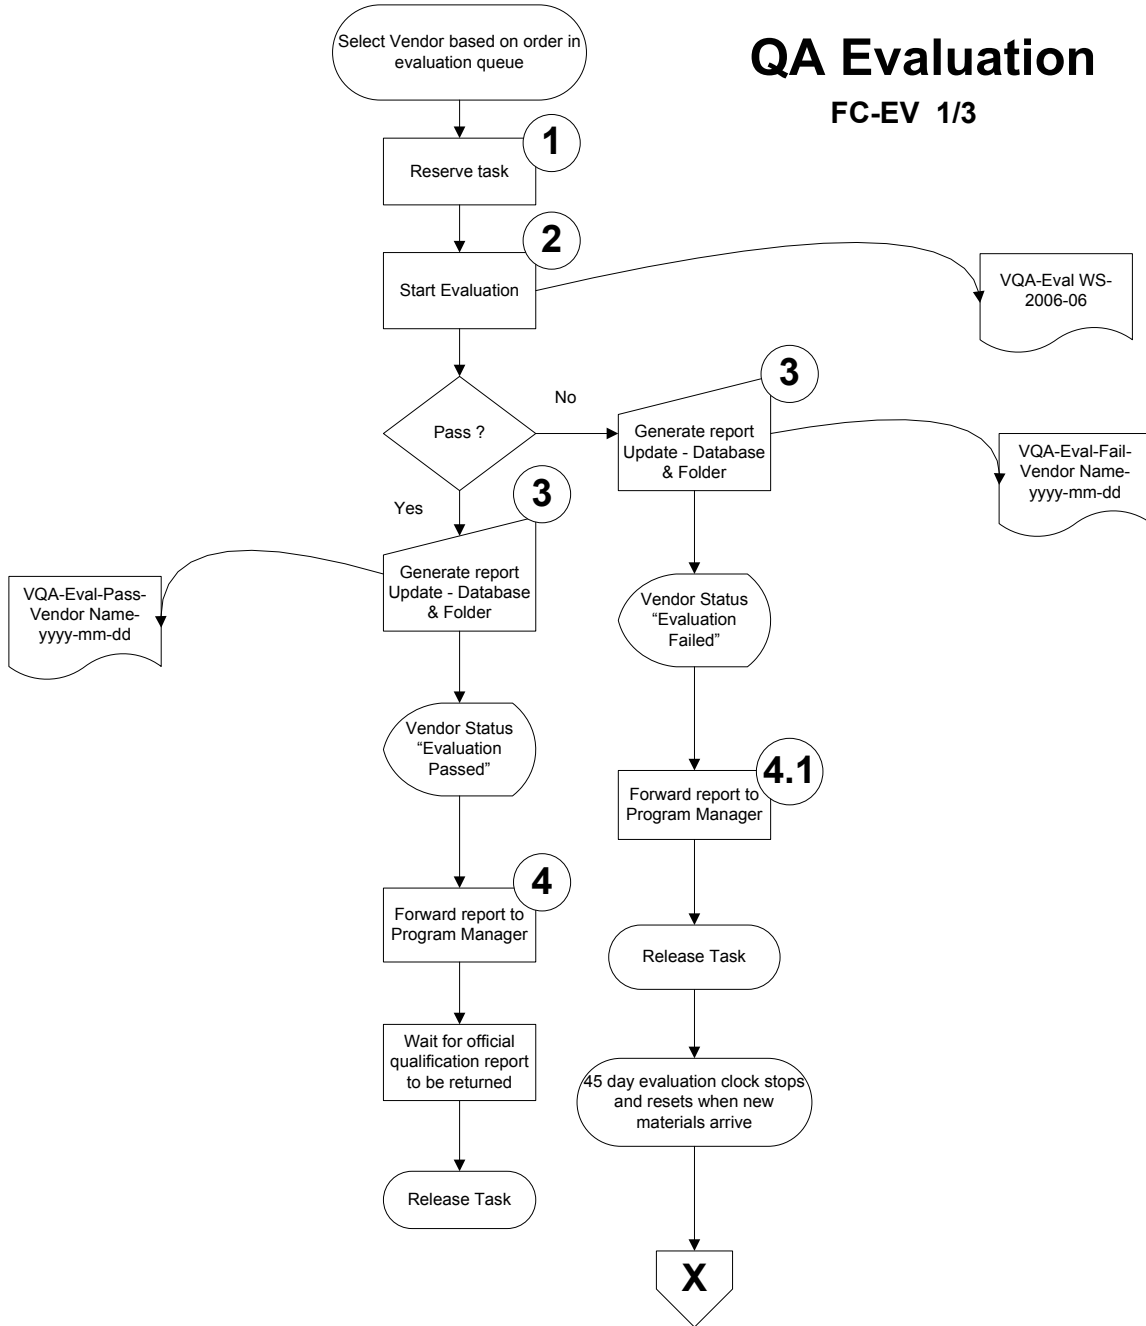 QA Evaluation
FC-EV 1/3
Select Vendor based on order in
evaluation queue
1
Reserve task
2
Start Evaluation
VQA-Eval WS-
2006-06
Pass ?
No
3
Generate report
Update - Database
& Folder
VQA-Eval-Fail-
Vendor Name-
yyyy-mm-dd
Yes
3
Generate report
Update - Database
& Folder
VQA-Eval-Pass-
Vendor Name-
yyyy-mm-dd
Vendor Status
“Evaluation
Failed”
Vendor Status
“Evaluation
Passed”
4.1
Forward report to
Program Manager
4
Forward report to
Program Manager
Release Task
Wait for official
qualification report
to be returned
45 day evaluation clock stops
and resets when new
materials arrive
Release Task
X